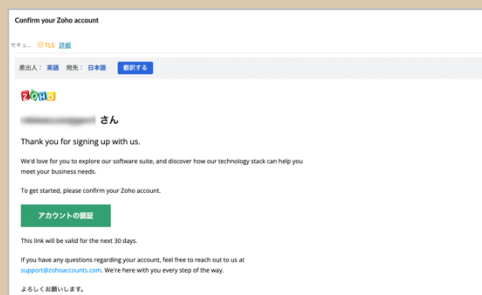 Confirm your Zoho account
セキュ... TLS 詳細
差出人： 英語 宛先： 日本語 翻訳する
ZOHO
さん
Thank you for signing up with us.
We'd love for you to explore our software suite, and discover how our technology stack can help you
meet your business needs.
To get started, please confirm your Zoho account.
アカウントの認証
This link will be valid for the next 30 days.
If you have any questions regarding your account, feel free to reach out to us at
support@zohoaccounts.com. We're here with you every step of the way.
よろしくお願いします。